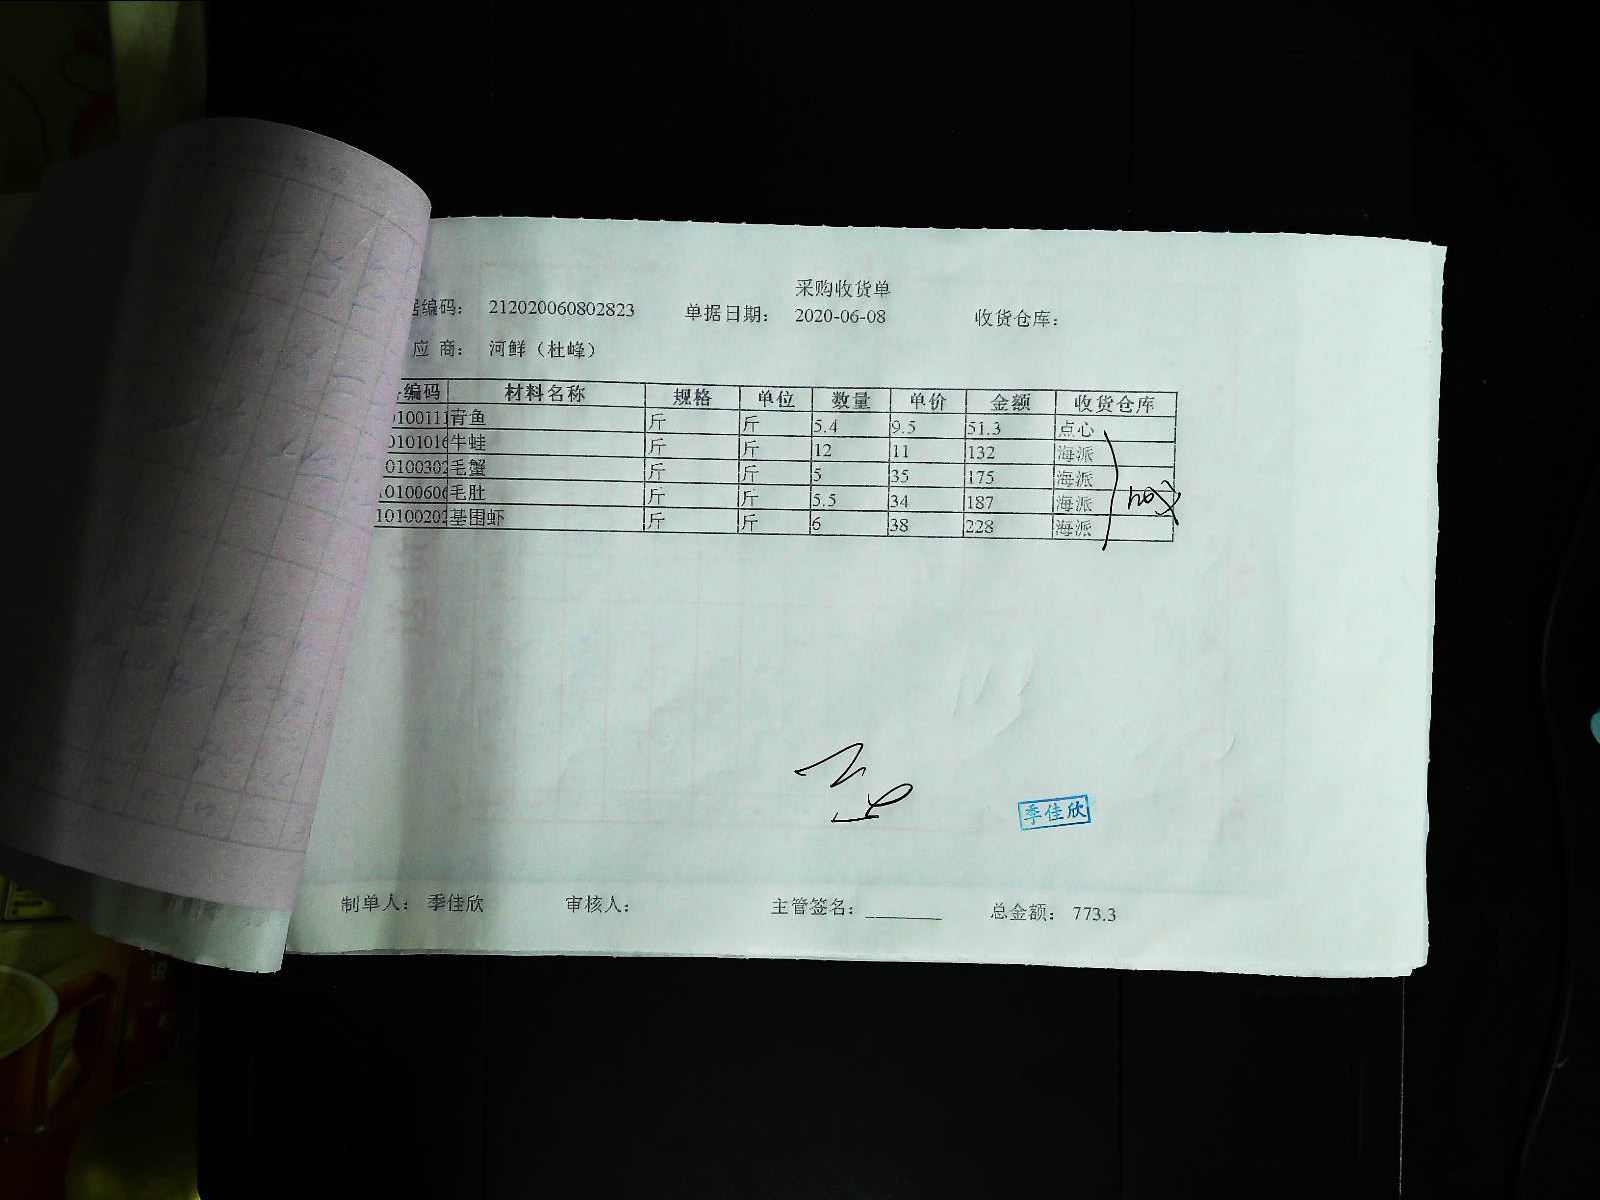 采购收货单
编码： 212020060802823 单据日期： 2020-06-08 收货仓库：
应 商： 河鲜（杜峰）
编码 材料名称 规格 单位 数量 单价 金额 收货仓库
0100111 青鱼 斤 斤 5.4 9.5 51.3 点心
0101016 牛蛙 斤 斤 12 11 132 海派
0100302 毛蟹 斤 斤 5 35 175 海派
0100606 毛肚 斤 斤 5.5 34 187 海派
10100202 基围虾 斤 斤 6 38 228 海派
季佳欣
制单人： 季佳欣 审核人： 主管签名：________ 总金额： 773.3